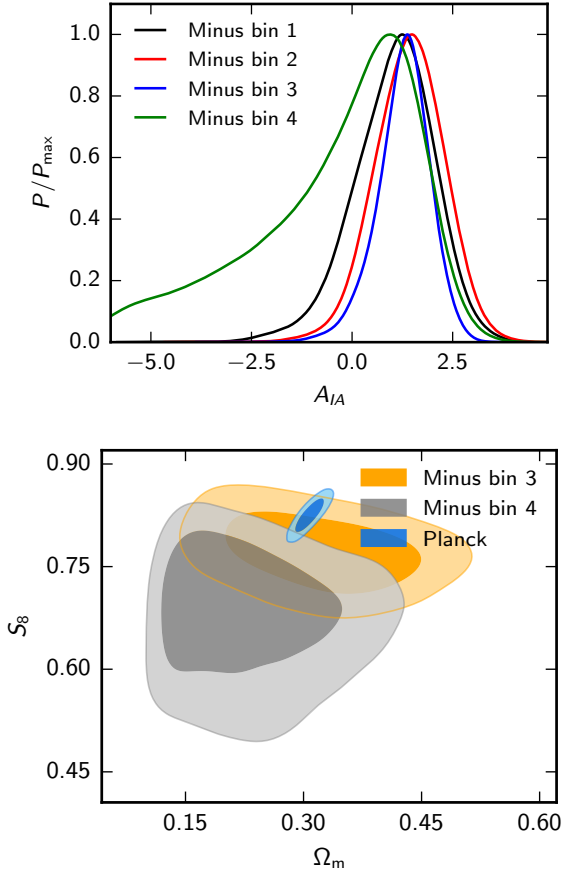 Minus bin 1
Minus bin 2
Minus bin 3
Minus bin 4
P/P_max
1.0
0.8
0.6
0.4
0.2
0.0
−5.0 −2.5 0.0 2.5
A_IA
Minus bin 3
Minus bin 4
Planck
S_8
0.90
0.75
0.60
0.45
0.15 0.30 0.45 0.60
Ω_m